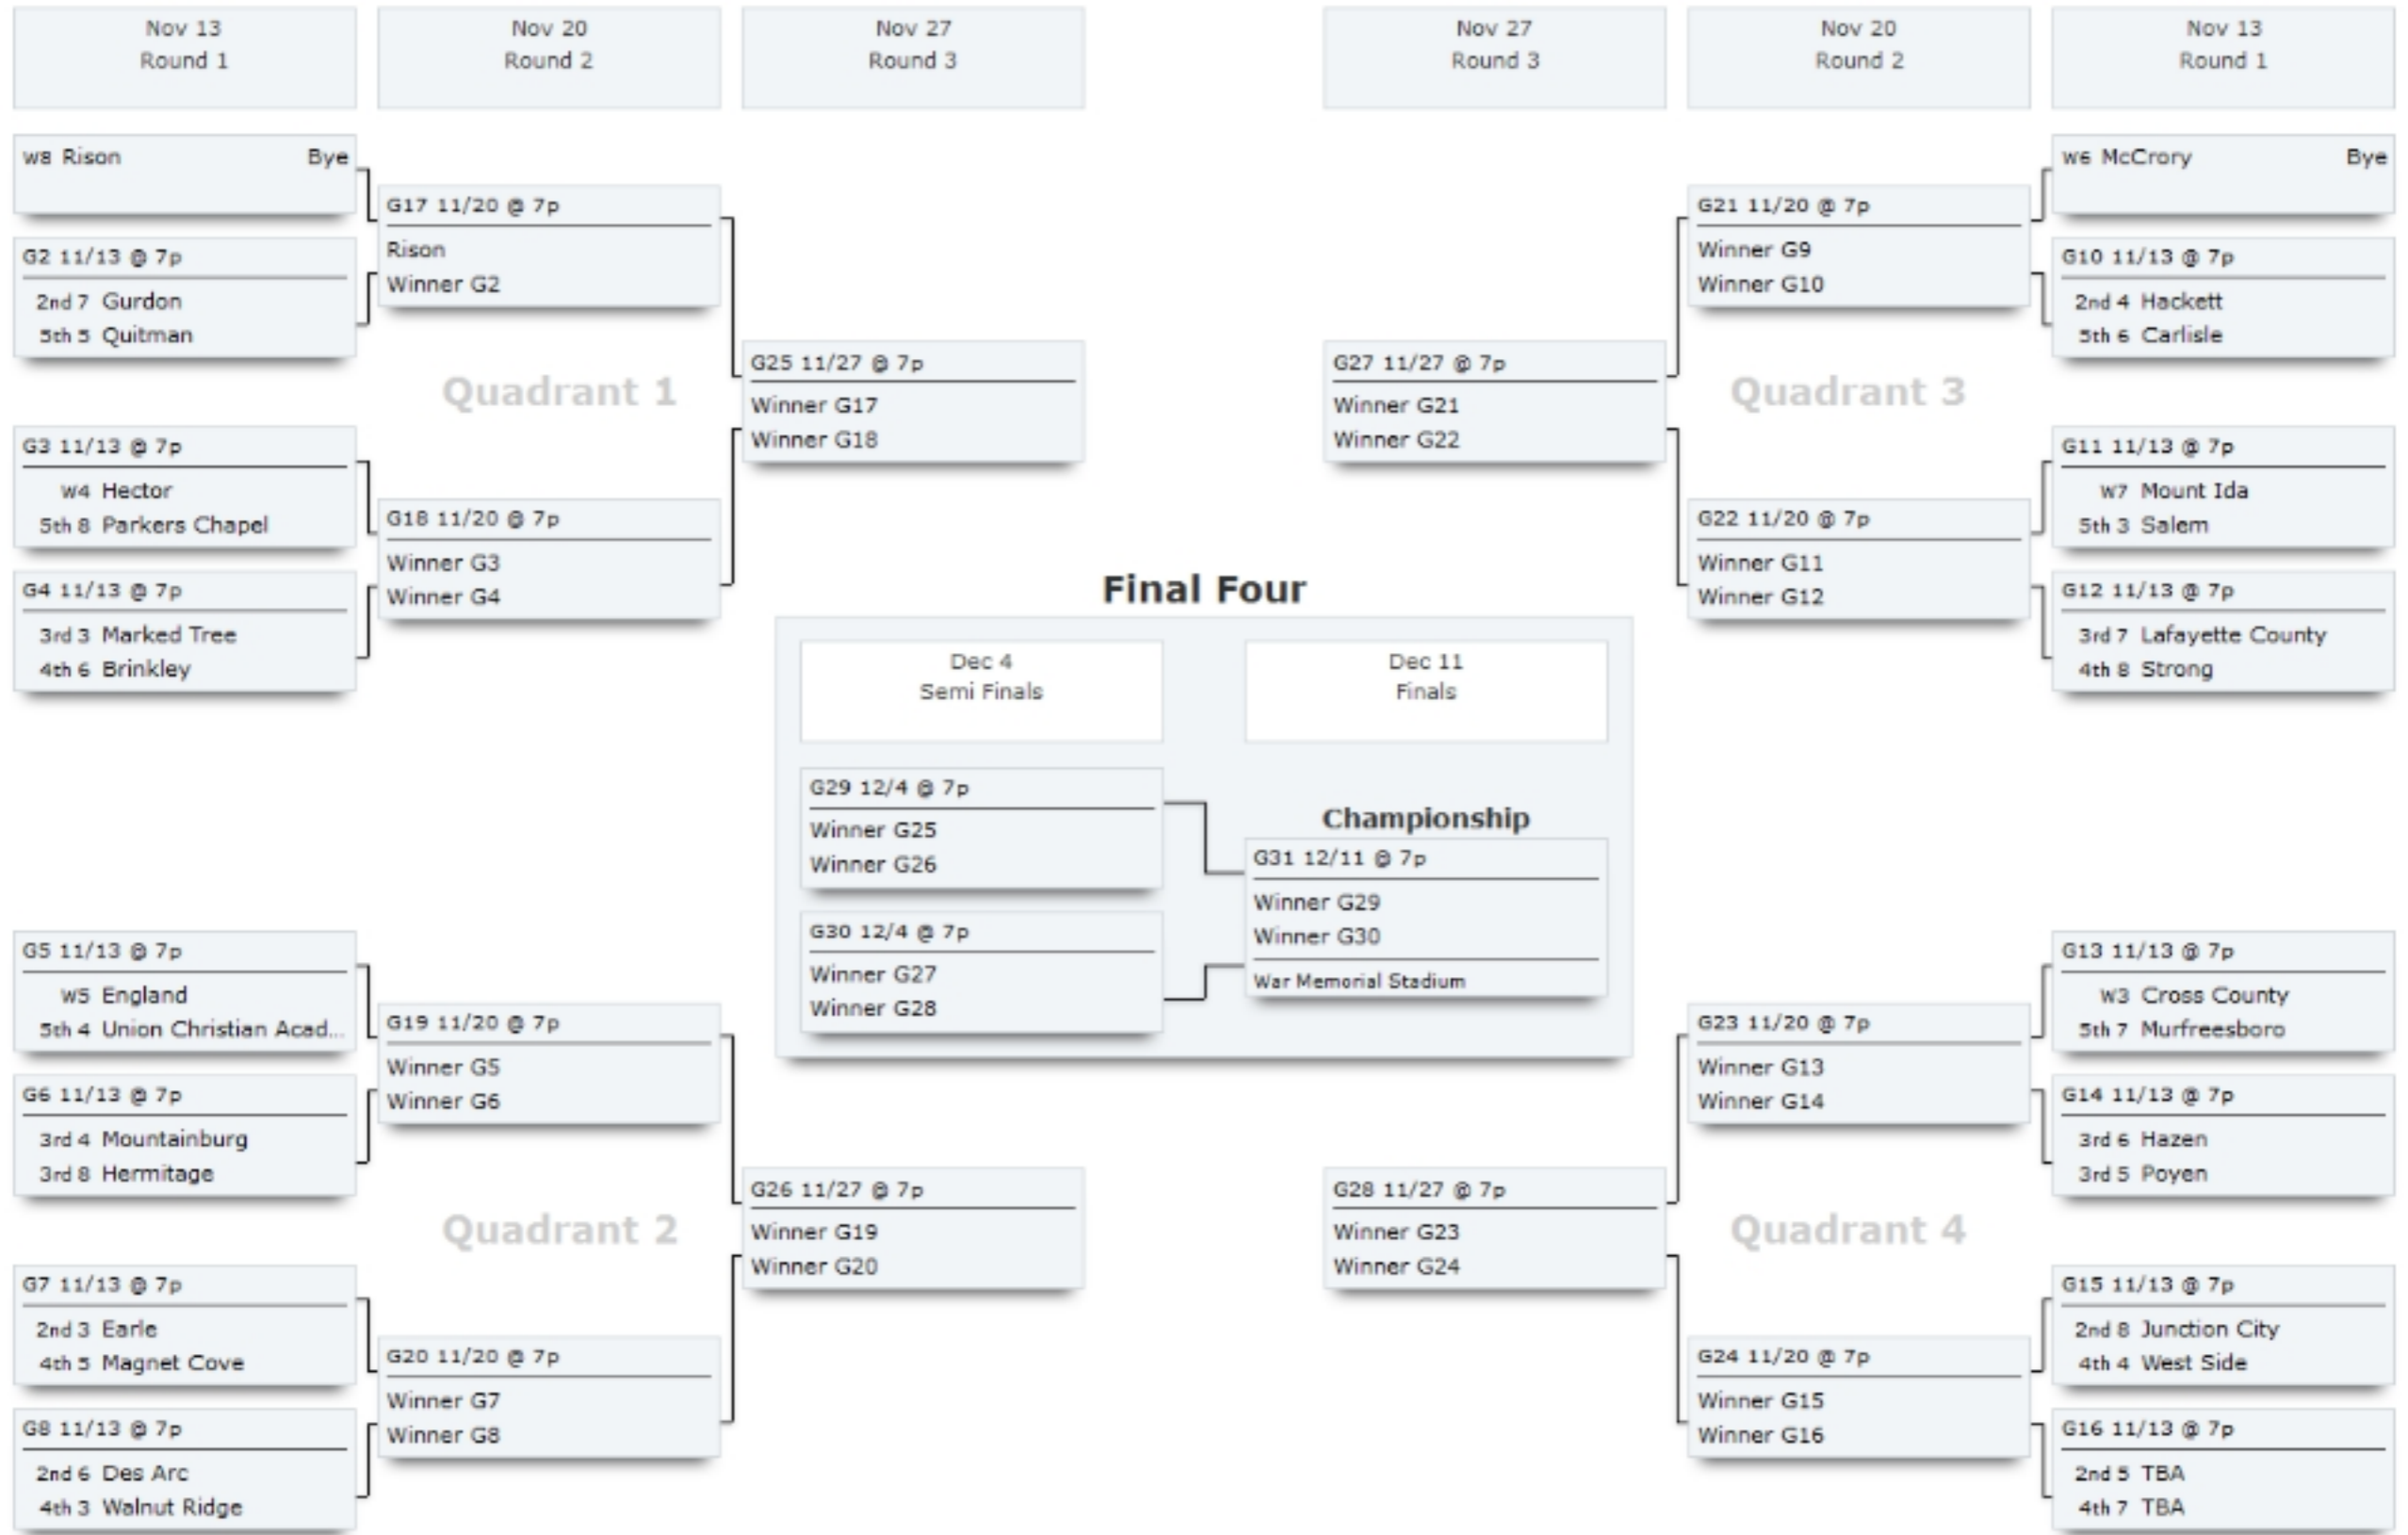 Nov 13
Round 1
Nov 20
Round 2
Nov 27
Round 3
Nov 27
Round 3
Nov 20
Round 2
Nov 13
Round 1
W8 Rison Bye
G2 11/13 @ 7p
2nd 7 Gurdon
5th 5 Quitman
G3 11/13 @ 7p
W4 Hector
5th 8 Parkers Chapel
G4 11/13 @ 7p
3rd 3 Marked Tree
4th 6 Brinkley
G17 11/20 @ 7p
Rison
Winner G2
Quadrant 1
G18 11/20 @ 7p
Winner G3
Winner G4
G25 11/27 @ 7p
Winner G17
Winner G18
G5 11/13 @ 7p
W5 England
5th 4 Union Christian Acad...
G6 11/13 @ 7p
3rd 4 Mountainburg
3rd 8 Hermitage
G7 11/13 @ 7p
2nd 3 Earle
4th 5 Magnet Cove
G8 11/13 @ 7p
2nd 6 Des Arc
4th 3 Walnut Ridge
G19 11/20 @ 7p
Winner G5
Winner G6
Quadrant 2
G20 11/20 @ 7p
Winner G7
Winner G8
G26 11/27 @ 7p
Winner G19
Winner G20
Final Four
Dec 4
Semi Finals
Dec 11
Finals
G29 12/4 @ 7p
Winner G25
Winner G26
G30 12/4 @ 7p
Winner G27
Winner G28
Championship
G31 12/11 @ 7p
Winner G29
Winner G30
War Memorial Stadium
G27 11/27 @ 7p
Winner G21
Winner G22
G21 11/20 @ 7p
Winner G9
Winner G10
Quadrant 3
G22 11/20 @ 7p
Winner G11
Winner G12
W6 McCrory Bye
G10 11/13 @ 7p
2nd 4 Hackett
5th 6 Carlisle
G11 11/13 @ 7p
W7 Mount Ida
5th 3 Salem
G12 11/13 @ 7p
3rd 7 Lafayette County
4th 8 Strong
G28 11/27 @ 7p
Winner G23
Winner G24
G23 11/20 @ 7p
Winner G13
Winner G14
Quadrant 4
G24 11/20 @ 7p
Winner G15
Winner G16
G13 11/13 @ 7p
W3 Cross County
5th 7 Murfreesboro
G14 11/13 @ 7p
3rd 6 Hazen
3rd 5 Poyen
G15 11/13 @ 7p
2nd 8 Junction City
4th 4 West Side
G16 11/13 @ 7p
2nd 5 TBA
4th 7 TBA